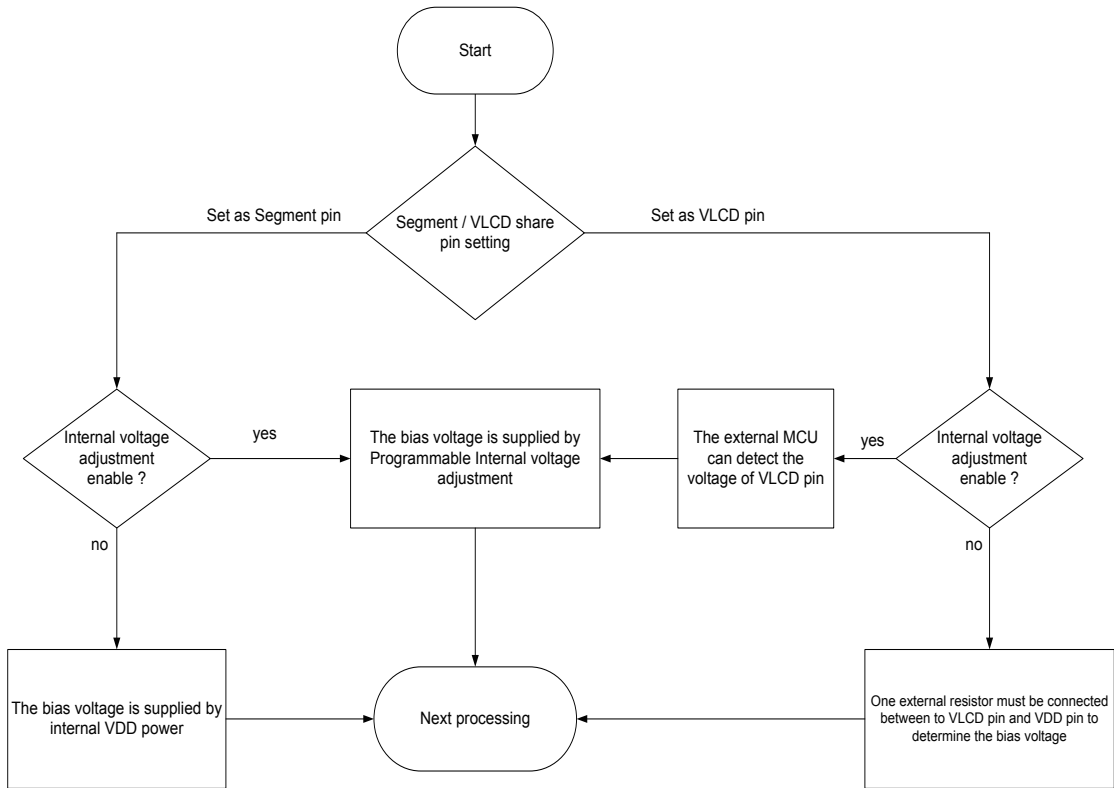 Start
Set as Segment pin
Segment / VLCD share
pin setting
Set as VLCD pin
Internal voltage
adjustment
enable ?
yes
The bias voltage is supplied by
Programmable Internal voltage
adjustment
The external MCU
can detect the
voltage of VLCD pin
yes
Internal voltage
adjustment
enable ?
no
no
The bias voltage is supplied by
internal VDD power
Next processing
One external resistor must be connected
between to VLCD pin and VDD pin to
determine the bias voltage